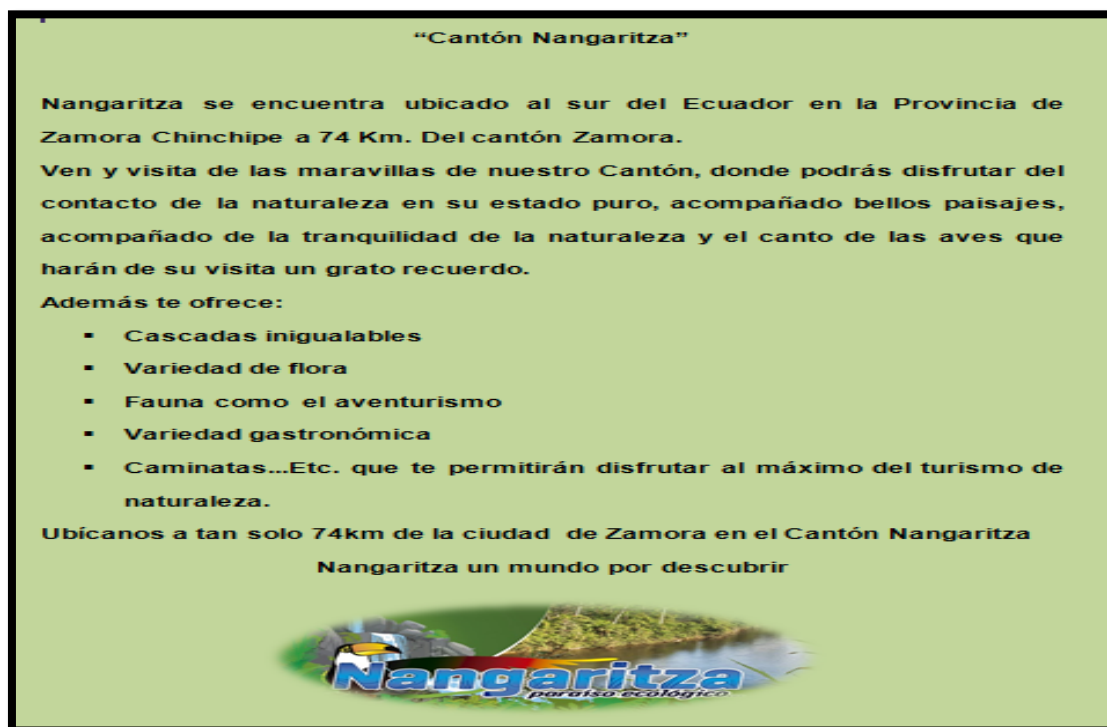 “Cantón Nangaritza”
Nangaritza se encuentra ubicado al sur del Ecuador en la Provincia de
Zamora Chinchipe a 74 Km. Del cantón Zamora.
Ven y visita de las maravillas de nuestro Cantón, donde podrás disfrutar del
contacto de la naturaleza en su estado puro, acompañado bellos paisajes,
acompañado de la tranquilidad de la naturaleza y el canto de las aves que
harán de su visita un grato recuerdo.
Además te ofrece:
▪ Cascadas inigualables
▪ Variedad de flora
▪ Fauna como el aventurismo
▪ Variedad gastronómica
▪ Caminatas...Etc. que te permitirán disfrutar al máximo del turismo de
naturaleza.
Ubícanos a tan solo 74km de la ciudad de Zamora en el Cantón Nangaritza
Nangaritza un mundo por descubrir
Nangaritza
paraíso ecológico